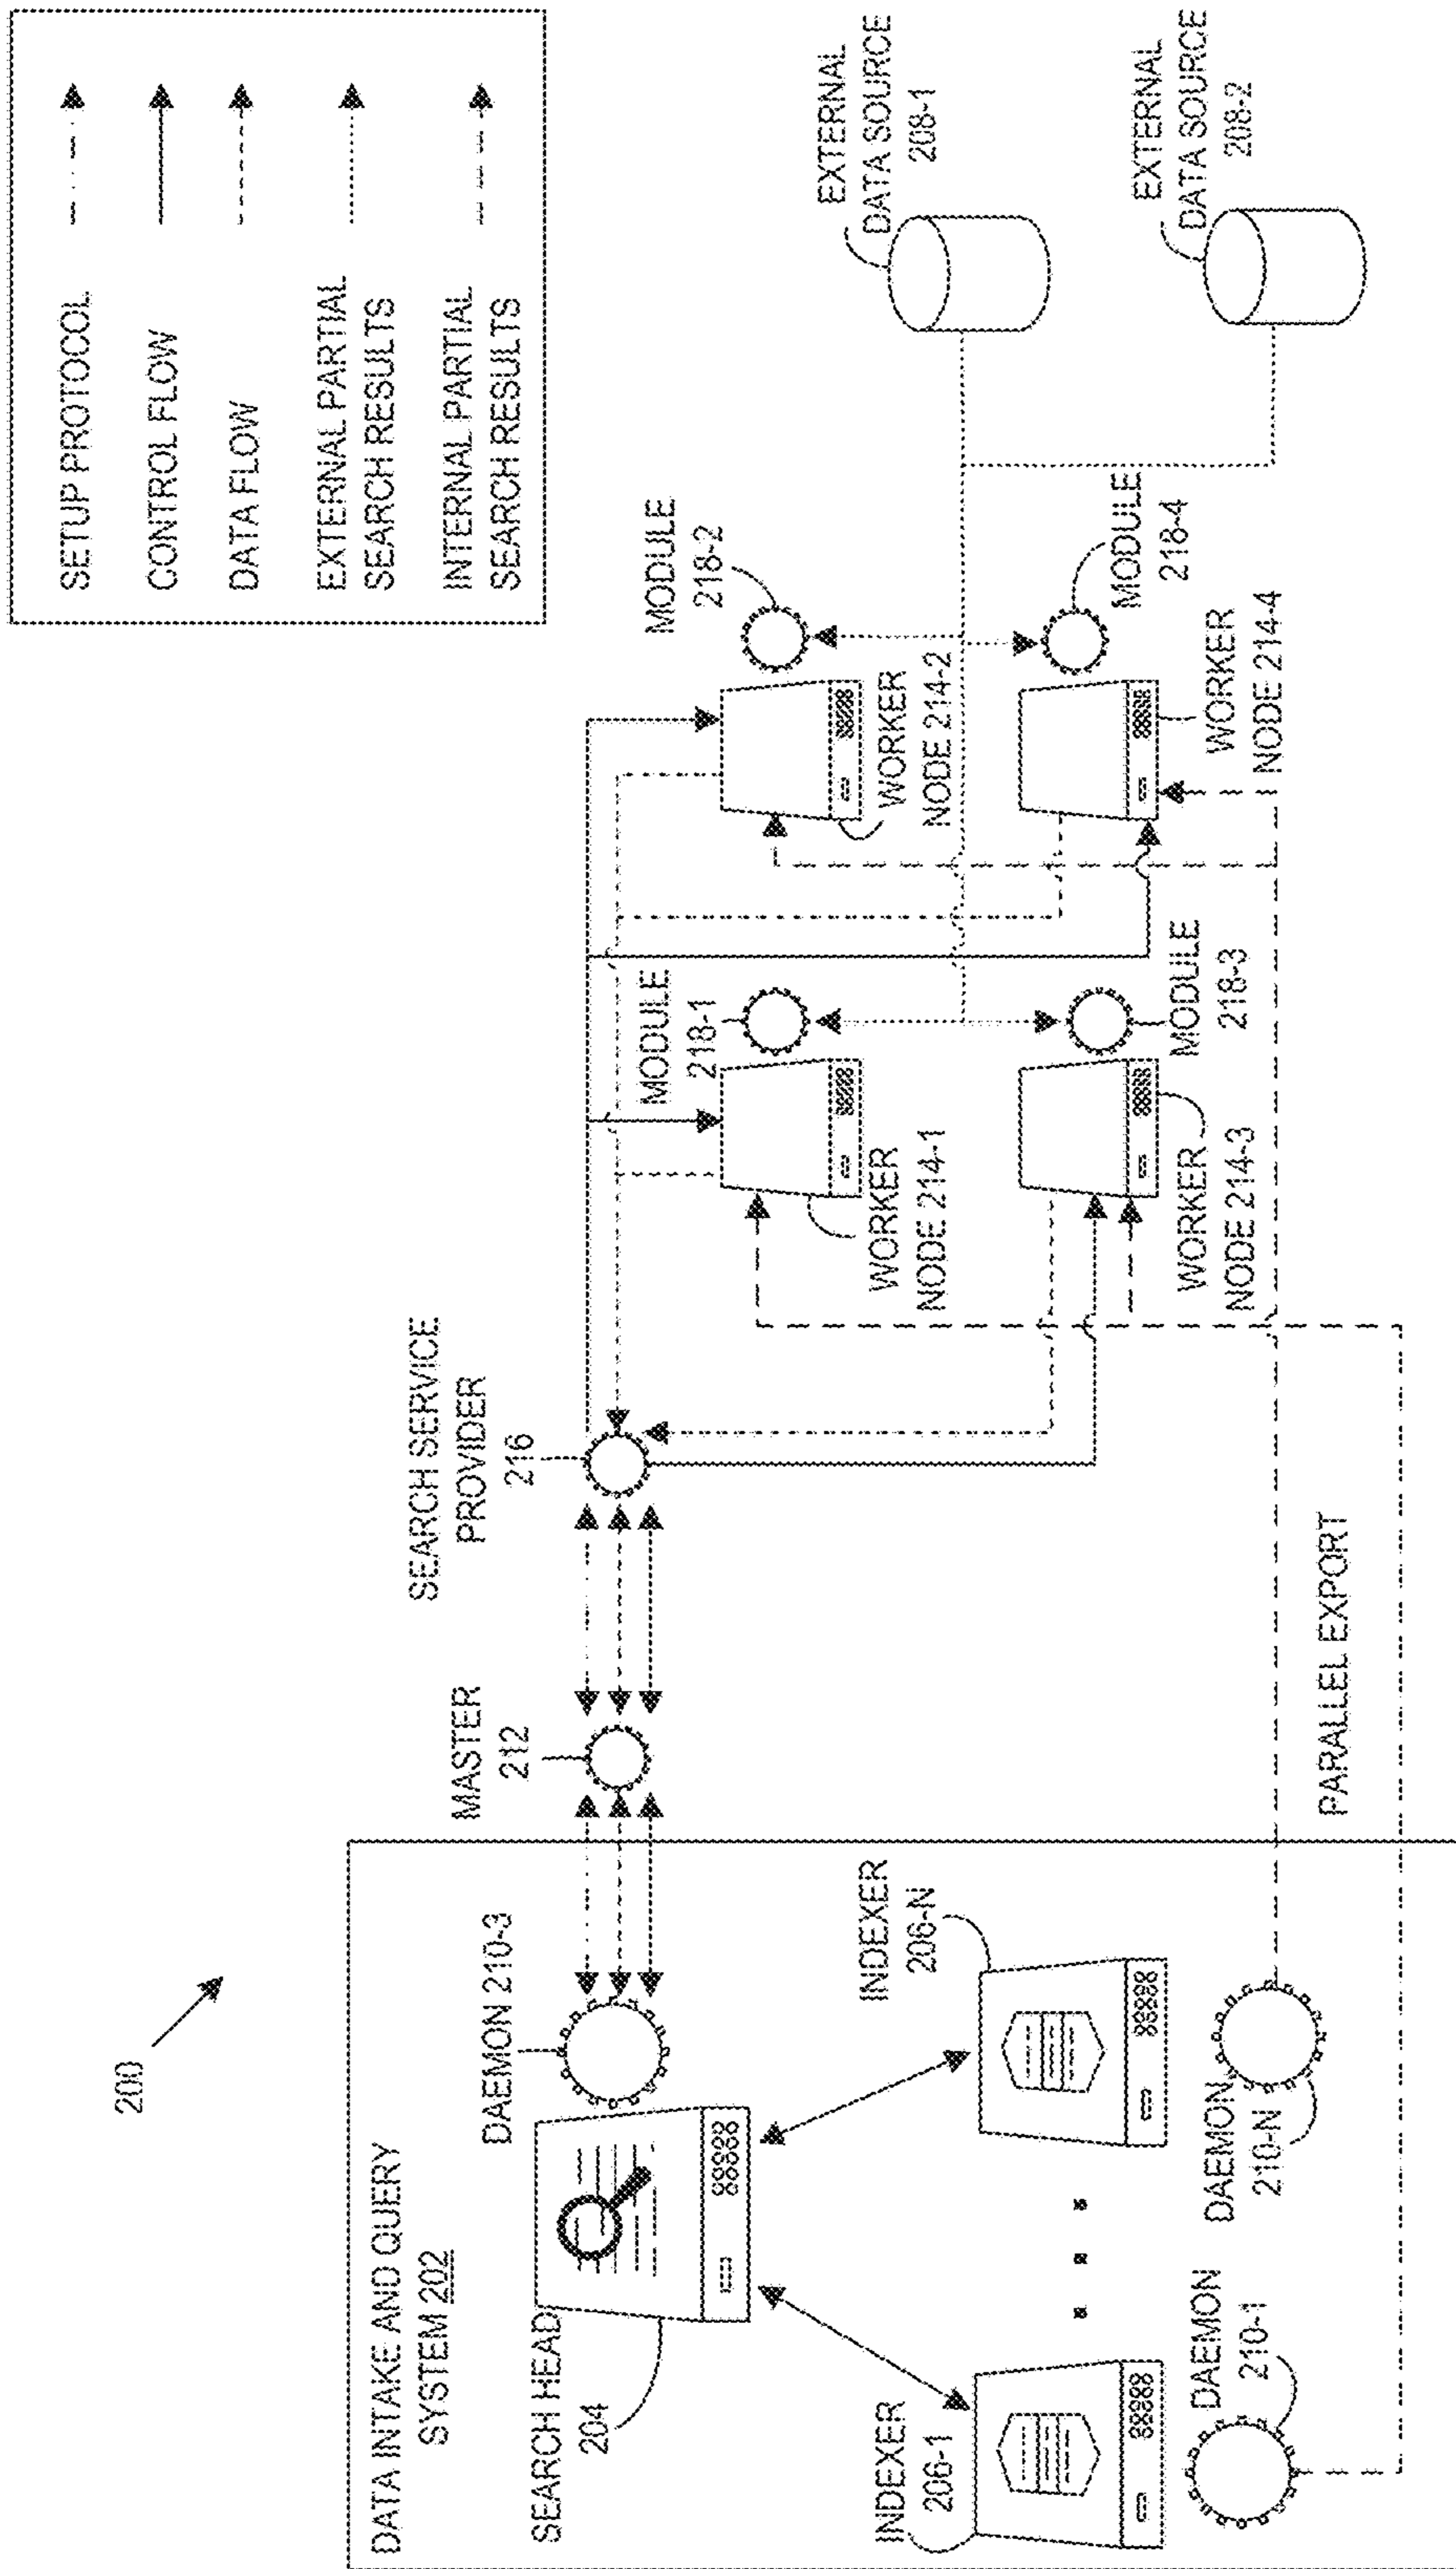 200
SETUP PROTOCOL
CONTROL FLOW
DATA FLOW
EXTERNAL PARTIAL
SEARCH RESULTS
INTERNAL PARTIAL
SEARCH RESULTS
DATA INTAKE AND QUERY
SYSTEM 202
SEARCH HEAD
204
DAEMON 210-3
MASTER
212
SEARCH SERVICE
PROVIDER
216
INDEXER
206-1
INDEXER
206-N
DAEMON
210-1
DAEMON
210-N
PARALLEL EXPORT
MODULE
218-1
WORKER
NODE 214-1
MODULE
218-2
WORKER
NODE 214-2
MODULE
218-3
WORKER
NODE 214-3
MODULE
218-4
WORKER
NODE 214-4
EXTERNAL
DATA SOURCE
208-1
EXTERNAL
DATA SOURCE
208-2